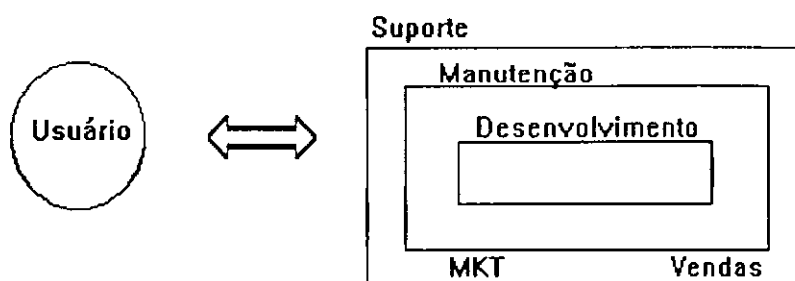 Suporte
Manutenção
Usuário
Desenvolvimento
MKT Vendas